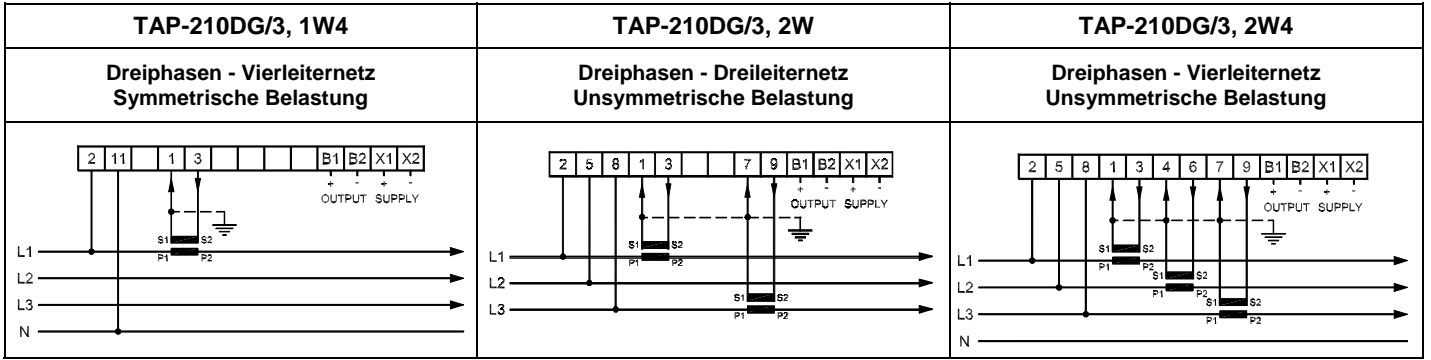 TAP-210DG/3, 1W4
Dreiphasen - Vierleiternetz
Symmetrische Belastung
2 11 1 3 B1 B2 X1 X2
+ - + -
OUTPUT SUPPLY
S1 S2
L1
P1 P2
L2
L3
N
TAP-210DG/3, 2W
Dreiphasen - Dreileiternetz
Unsymmetrische Belastung
2 5 8 1 3 7 9 B1 B2 X1 X2
+ - + -
OUTPUT SUPPLY
S1 S2
L1
P1 P2
L2
S1 S2
L3
P1 P2
TAP-210DG/3, 2W4
Dreiphasen - Vierleiternetz
Unsymmetrische Belastung
2 5 8 1 3 4 6 7 9 B1 B2 X1 X2
+ - + -
OUTPUT SUPPLY
S1 S2
L1
P1 P2
S1 S2
L2
P1 P2
S1 S2
L3
P1 P2
N